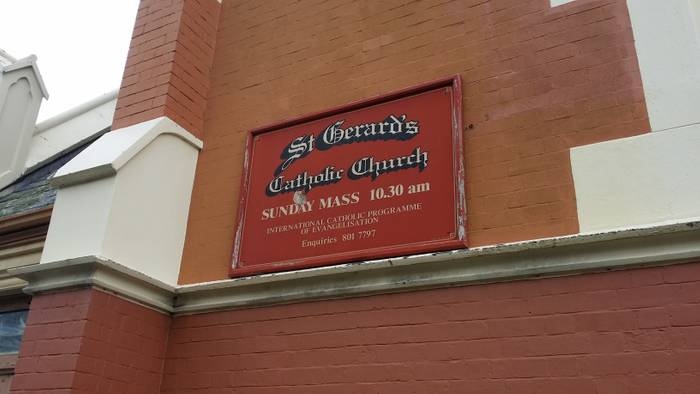 St Gerard's
Catholic Church
SUNDAY MASS 10.30 am
INTERNATIONAL CATHOLIC PROGRAMME
OF EVANGELISATION
Enquiries 801 7797